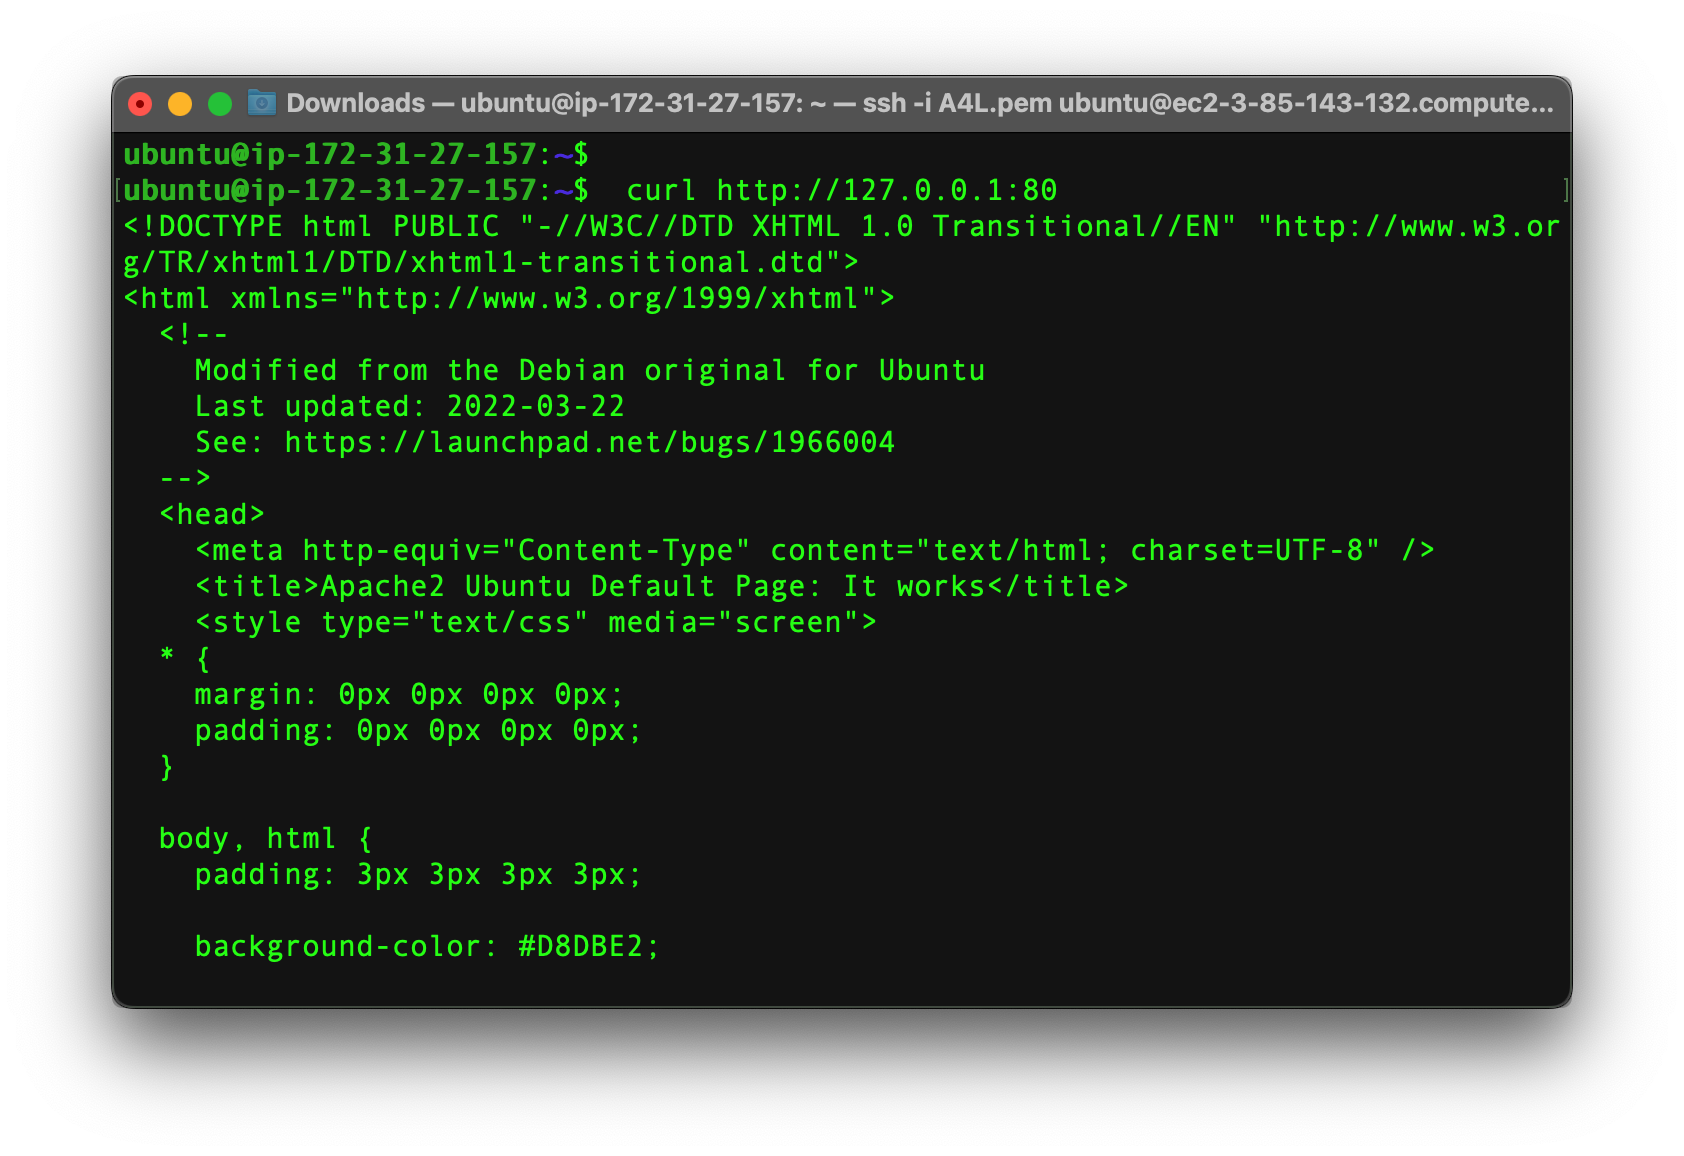 Downloads — ubuntu@ip-172-31-27-157: ~ — ssh -i A4L.pem ubuntu@ec2-3-85-143-132.compute...
ubuntu@ip-172-31-27-157:~$
[ubuntu@ip-172-31-27-157:~$  curl http://127.0.0.1:80 ]
<!DOCTYPE html PUBLIC "-//W3C//DTD XHTML 1.0 Transitional//EN" "http://www.w3.or
g/TR/xhtml1/DTD/xhtml1-transitional.dtd">
<html xmlns="http://www.w3.org/1999/xhtml">
  <!--
    Modified from the Debian original for Ubuntu
    Last updated: 2022-03-22
    See: https://launchpad.net/bugs/1966004
  -->
  <head>
    <meta http-equiv="Content-Type" content="text/html; charset=UTF-8" />
    <title>Apache2 Ubuntu Default Page: It works</title>
    <style type="text/css" media="screen">
  * {
    margin: 0px 0px 0px 0px;
    padding: 0px 0px 0px 0px;
  }

  body, html {
    padding: 3px 3px 3px 3px;

    background-color: #D8DBE2;